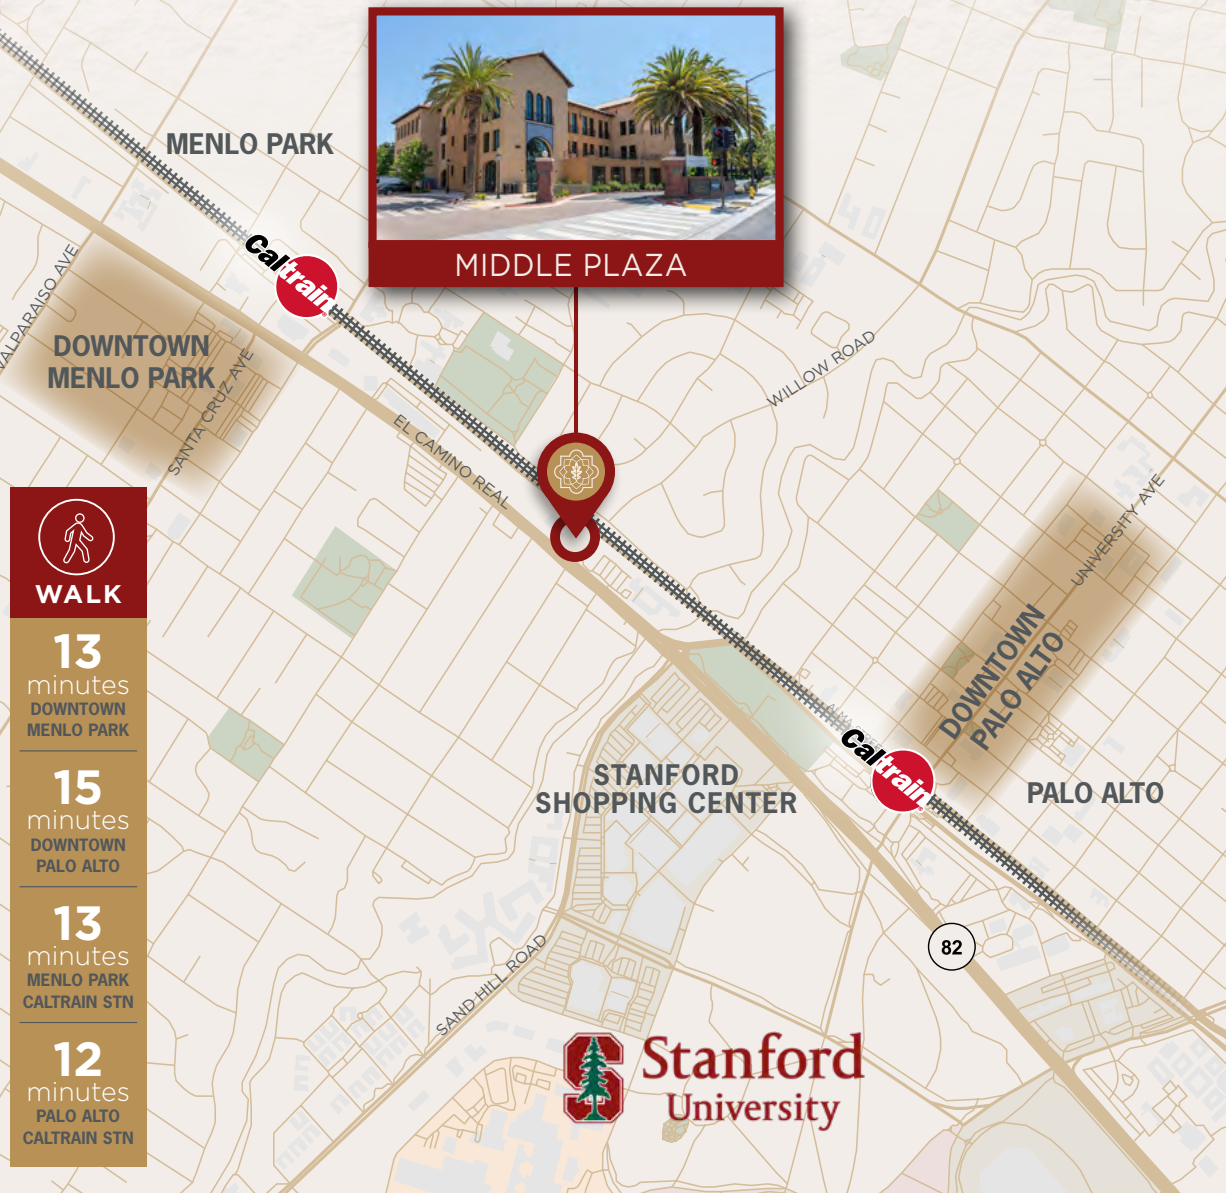 MENLO PARK
MIDDLE PLAZA
Caltrain
VALPARAISO AVE
DOWNTOWN
MENLO PARK
SANTA CRUZ AVE
EL CAMINO REAL
WILLOW ROAD
UNIVERSITY AVE
DOWNTOWN
PALO ALTO
Caltrain
PALO ALTO
STANFORD
SHOPPING CENTER
82
SAND HILL ROAD
Stanford
University
WALK
13
minutes
DOWNTOWN
MENLO PARK
15
minutes
DOWNTOWN
PALO ALTO
13
minutes
MENLO PARK
CALTRAIN STN
12
minutes
PALO ALTO
CALTRAIN STN